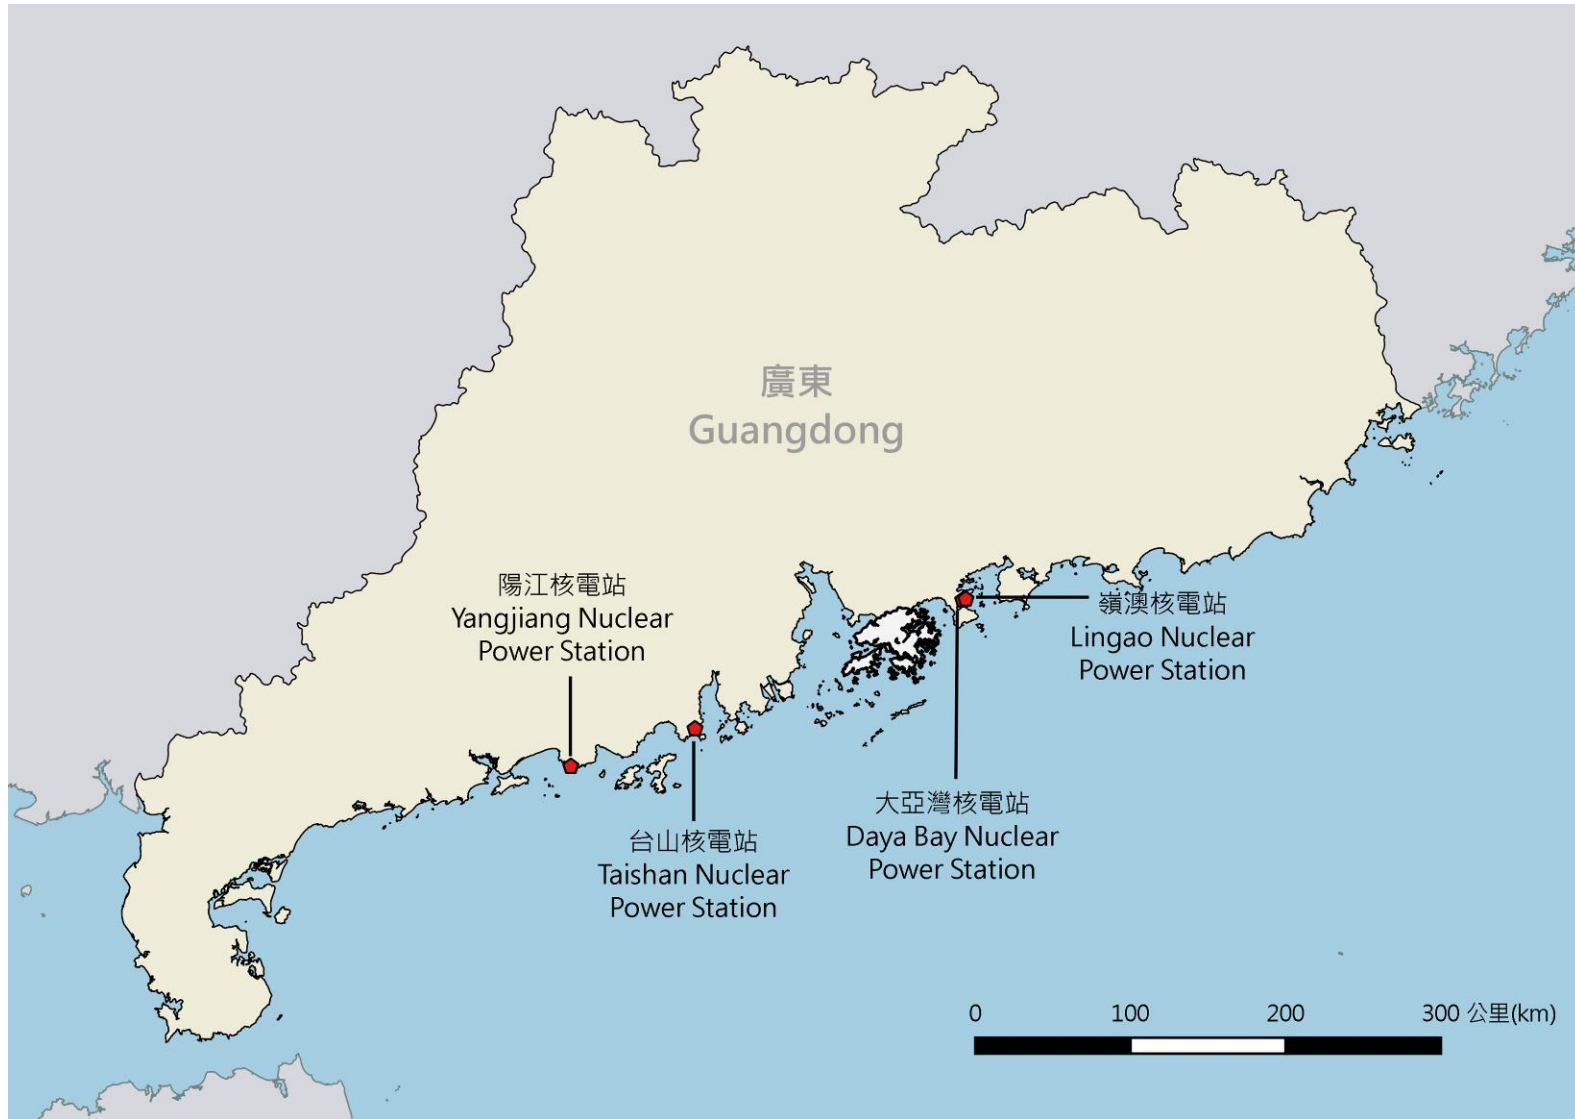 廣東
Guangdong
陽江核電站
Yangjiang Nuclear
Power Station
嶺澳核電站
Lingao Nuclear
Power Station
大亞灣核電站
Daya Bay Nuclear
Power Station
台山核電站
Taishan Nuclear
Power Station
0 100 200 300 公里(km)